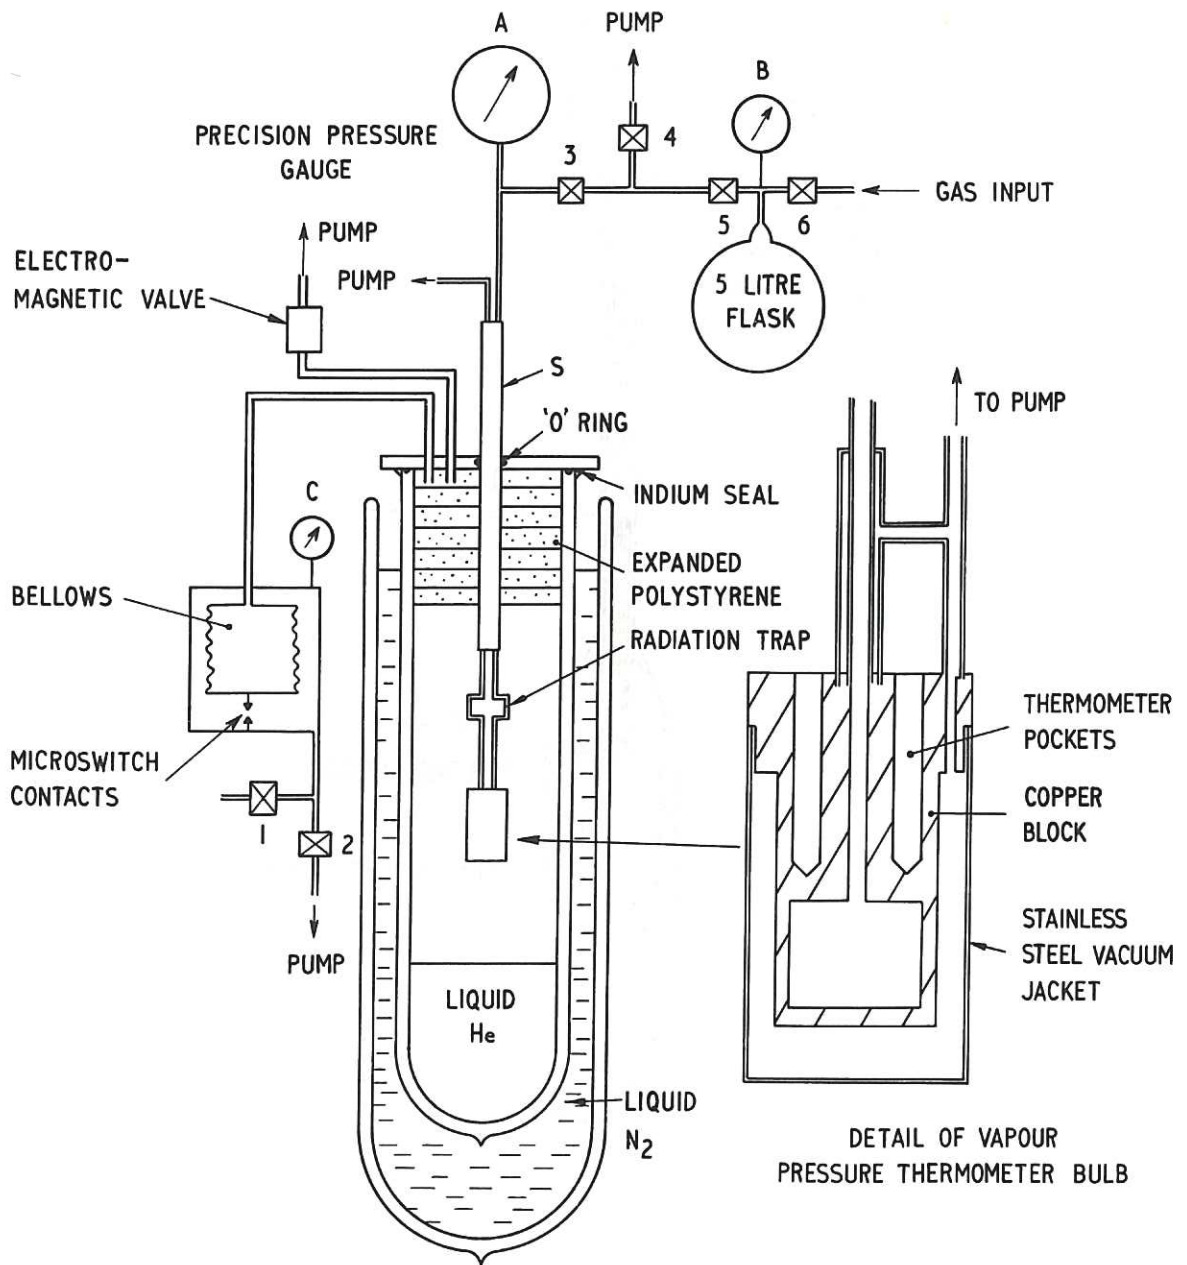 A
PUMP
B
PRECISION PRESSURE
GAUGE
3
4
5
6
GAS INPUT
PUMP
ELECTRO-
MAGNETIC VALVE
PUMP
5 LITRE
FLASK
S
'O' RING
TO PUMP
C
INDIUM SEAL
EXPANDED
POLYSTYRENE
BELLOWS
RADIATION TRAP
THERMOMETER
POCKETS
MICROSWITCH
CONTACTS
COPPER
BLOCK
1
2
STAINLESS
STEEL VACUUM
JACKET
PUMP
LIQUID
He
LIQUID
N2
DETAIL OF VAPOUR
PRESSURE THERMOMETER BULB